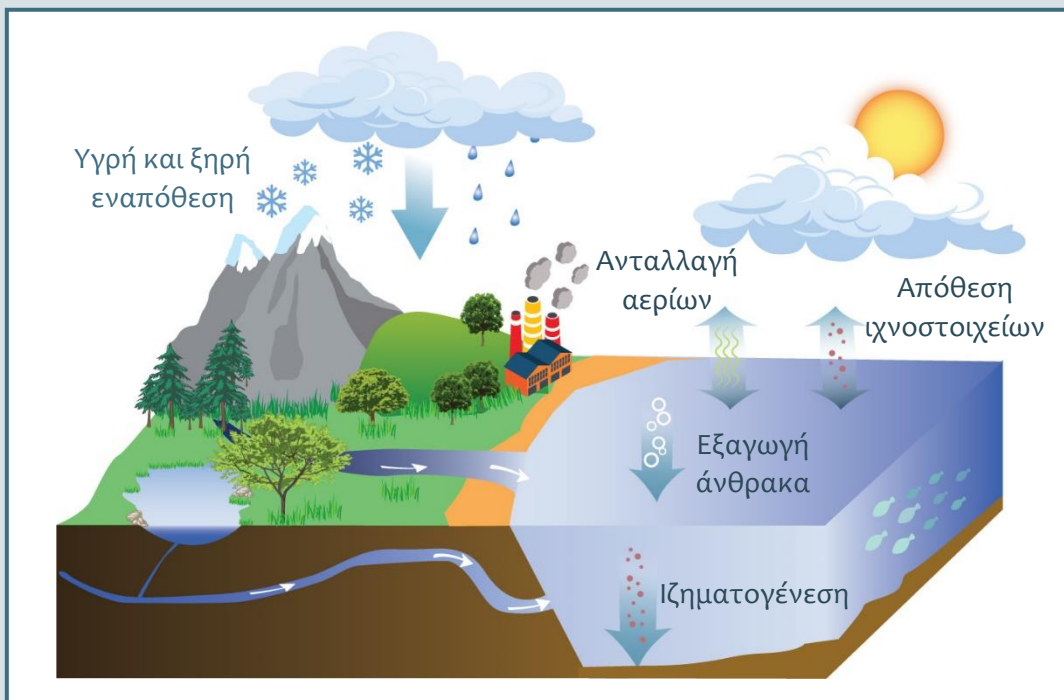 Υγρή και ξηρή
εναπόθεση
Ανταλλαγή
αερίων
Απόθεση
ιχνοστοιχείων
Εξαγωγή
άνθρακα
Ιζηματογένεση